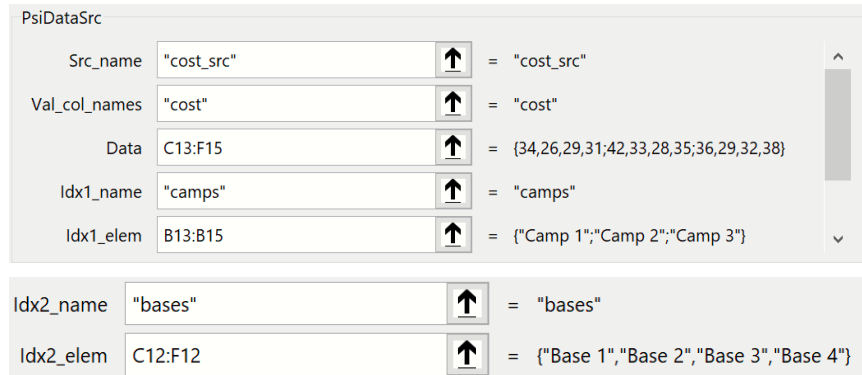 PsiDataSrc
Src_name "cost_src" = "cost_src"
Val_col_names "cost" = "cost"
Data C13:F15 = {34,26,29,31;42,33,28,35;36,29,32,38}
Idx1_name "camps" = "camps"
Idx1_elem B13:B15 = {"Camp 1";"Camp 2";"Camp 3"}
Idx2_name "bases" = "bases"
Idx2_elem C12:F12 = {"Base 1","Base 2","Base 3","Base 4"}